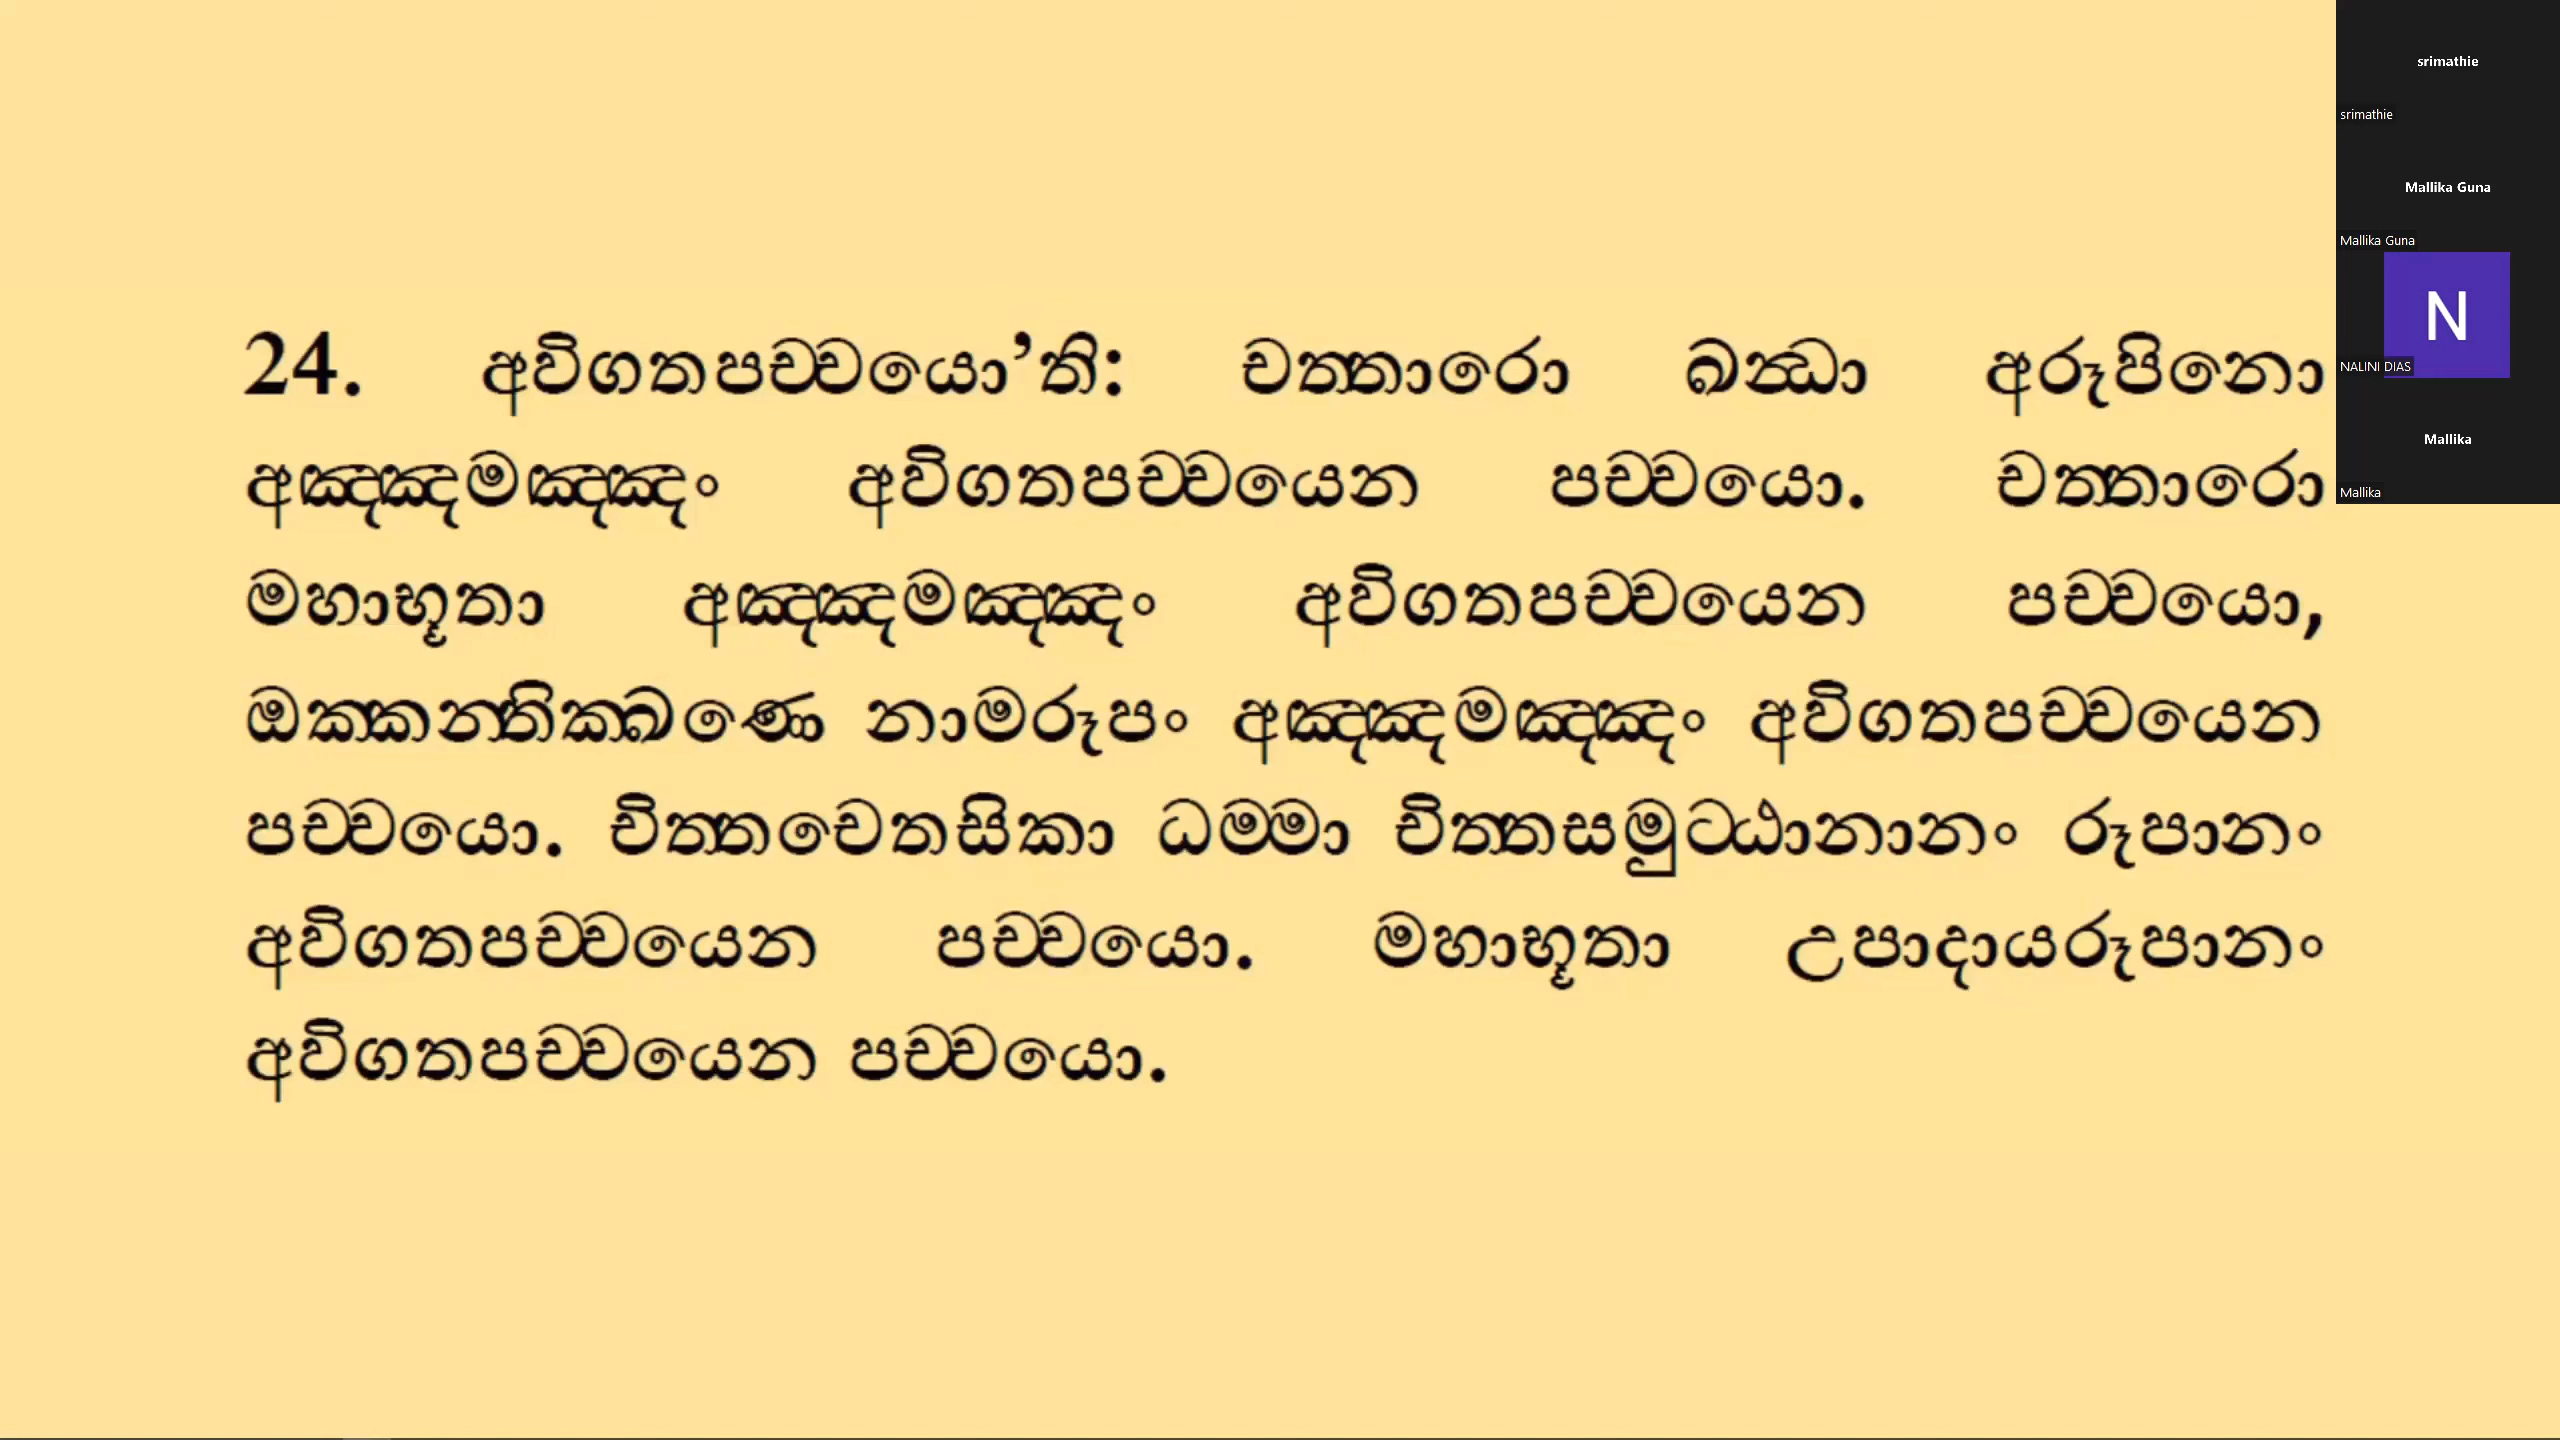 24. අවිගතපච්චයො’ති: චත්තාරො ඛන්ධා අරූපිනො
අඤ්ඤමඤ්ඤං අවිගතපච්චයෙන පච්චයො. චත්තාරො
මහාභූතා අඤ්ඤමඤ්ඤං අවිගතපච්චයෙන පච්චයො,
ඔක්කන්තික්ඛණෙ නාමරූපං අඤ්ඤමඤ්ඤං අවිගතපච්චයෙන
පච්චයො. චිත්තචෙතසිකා ධම්මා චිත්තසමුට්ඨානානං රූපානං
අවිගතපච්චයෙන පච්චයො. මහාභූතා උපාදායරූපානං
අවිගතපච්චයෙන පච්චයො.
srimathie
srimathie
Mallika Guna
Mallika Guna
N
NALINI DIAS
Mallika
Mallika